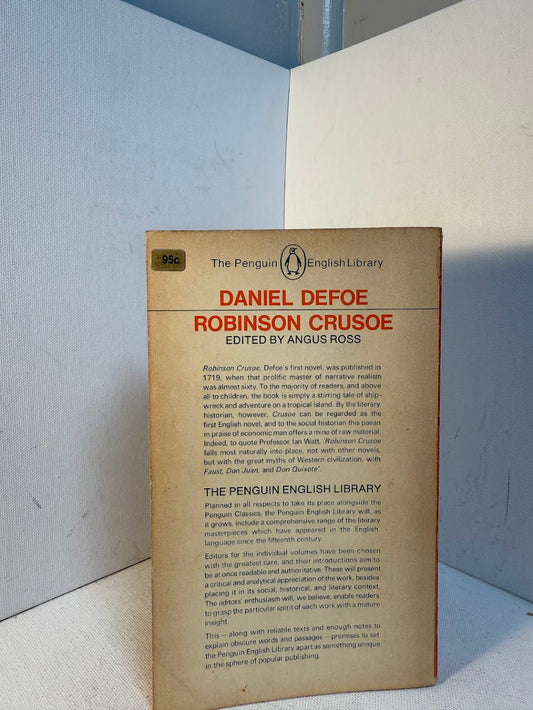 95c
The Penguin English Library
DANIEL DEFOE
ROBINSON CRUSOE
EDITED BY ANGUS ROSS
Robinson Crusoe, Defoe's first novel, was published in
1719, when that prolific master of narrative realism
was almost sixty. To the majority of readers, and above
all to children, the book is simply a stirring tale of ship-
wreck and adventure on a tropical island. By the literary
historian, however, Crusoe can be regarded as the
first English novel, and to the social historian this paean
in praise of economic man offers a mine of raw material.
Indeed, to quote Professor Ian Watt, 'Robinson Crusoe
falls most naturally into place, not with other novels,
but with the great myths of Western civilization, with
Faust, Don Juan, and Don Quixote'.
THE PENGUIN ENGLISH LIBRARY
Planned in all respects to take its place alongside the
Penguin Classics, the Penguin English Library will, as
it grows, include a comprehensive range of the literary
masterpieces which have appeared in the English
language since the fifteenth century.
Editors for the individual volumes have been chosen
with the greatest care, and their introductions aim to
be at once readable and authoritative. These will present
a critical and analytical appreciation of the work, besides
placing it in its social, historical, and literary context.
The editors' enthusiasm will, we believe, enable readers
to grasp the particular spirit of each work with a mature
insight.
This – along with reliable texts and enough notes to
explain obscure words and passages – promises to set
the Penguin English Library apart as something unique
in the sphere of popular publishing.